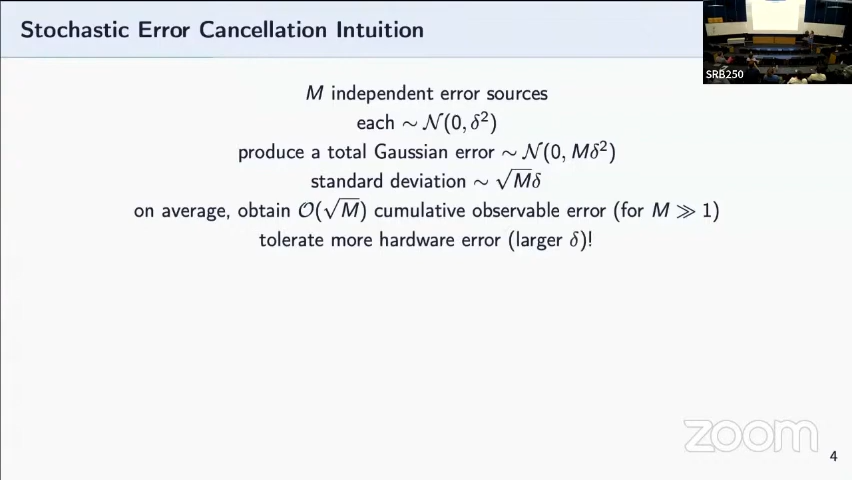 Stochastic Error Cancellation Intuition
SRB250
M independent error sources
each ∼ 𝒩(0, δ²)
produce a total Gaussian error ∼ 𝒩(0, Mδ²)
standard deviation ∼ √Mδ
on average, obtain 𝒪(√M) cumulative observable error (for M ≫ 1)
tolerate more hardware error (larger δ)!
zoom
4